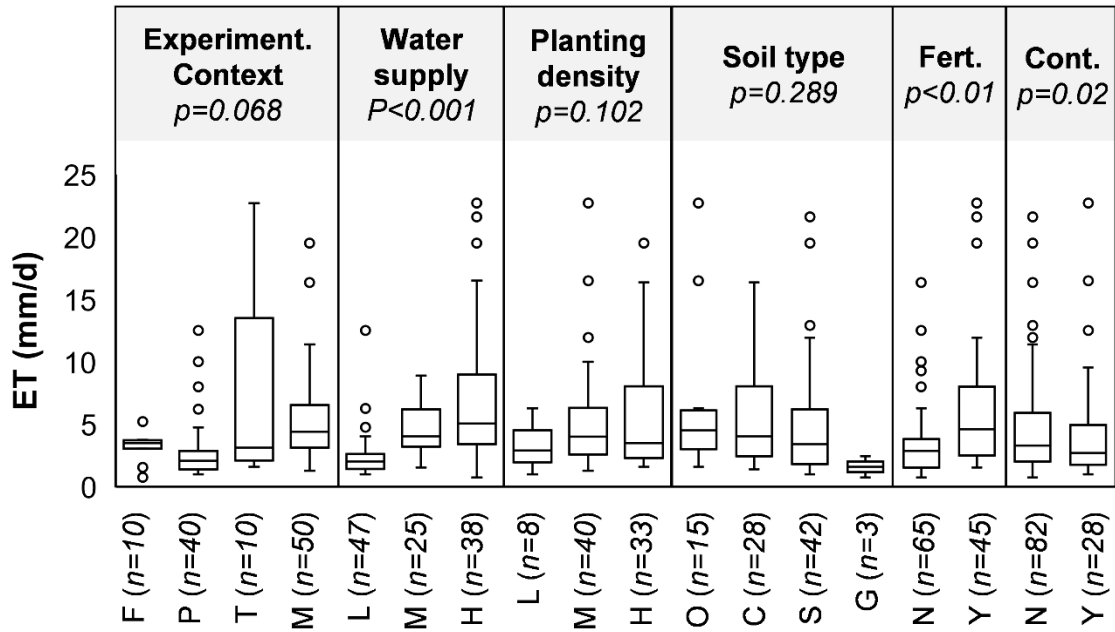 Experiment.
Context
p=0.068
Water
supply
P<0.001
Planting
density
p=0.102
Soil type
p=0.289
Fert.
p<0.01
Cont.
p=0.02
ET (mm/d)
25
20
15
10
5
0
F (n=10)
P (n=40)
T (n=10)
M (n=50)
L (n=47)
M (n=25)
H (n=38)
L (n=8)
M (n=40)
H (n=33)
O (n=15)
C (n=28)
S (n=42)
G (n=3)
N (n=65)
Y (n=45)
N (n=82)
Y (n=28)